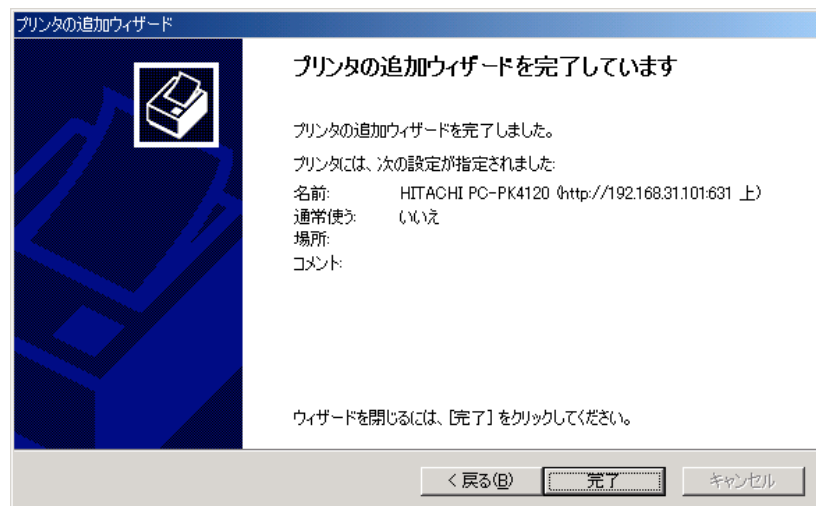 プリンタの追加ウィザード
プリンタの追加ウィザードを完了しています
プリンタの追加ウィザードを完了しました。
プリンタには、次の設定が指定されました:
名前: HITACHI PC-PK4120 (http://192.168.31.101:631 上)
通常使う: いいえ
場所:
コメント:
ウィザードを閉じるには、[完了] をクリックしてください。
< 戻る(B) 完了 キャンセル